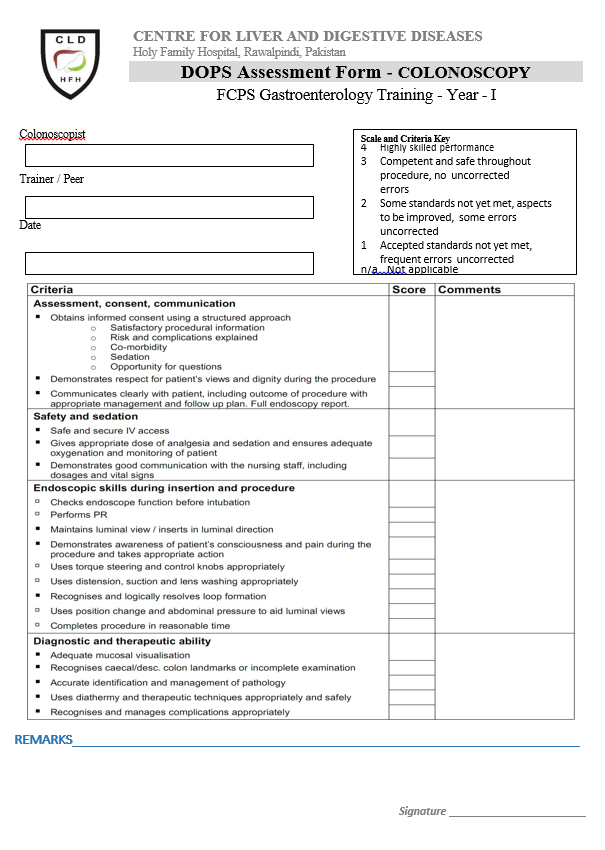 CLD
HFH
CENTRE FOR LIVER AND DIGESTIVE DISEASES
Holy Family Hospital, Rawalpindi, Pakistan
DOPS Assessment Form - COLONOSCOPY
FCPS Gastroenterology Training - Year - I
Colonoscopist
Trainer / Peer
Date
Scale and Criteria Key
4 Highly skilled performance
3 Competent and safe throughout
procedure, no uncorrected
errors
2 Some standards not yet met, aspects
to be improved, some errors
uncorrected
1 Accepted standards not yet met,
frequent errors uncorrected
n/a Not applicable
Criteria Score Comments
Assessment, consent, communication
▪ Obtains informed consent using a structured approach
o Satisfactory procedural information
o Risk and complications explained
o Co-morbidity
o Sedation
o Opportunity for questions
▪ Demonstrates respect for patient's views and dignity during the procedure
▪ Communicates clearly with patient, including outcome of procedure with
appropriate management and follow up plan. Full endoscopy report.
Safety and sedation
▪ Safe and secure IV access
▪ Gives appropriate dose of analgesia and sedation and ensures adequate
oxygenation and monitoring of patient
▪ Demonstrates good communication with the nursing staff, including
dosages and vital signs
Endoscopic skills during insertion and procedure
▫ Checks endoscope function before intubation
▫ Performs PR
▪ Maintains luminal view / inserts in luminal direction
▪ Demonstrates awareness of patient's consciousness and pain during the
procedure and takes appropriate action
▫ Uses torque steering and control knobs appropriately
▫ Uses distension, suction and lens washing appropriately
▪ Recognises and logically resolves loop formation
▫ Uses position change and abdominal pressure to aid luminal views
▫ Completes procedure in reasonable time
Diagnostic and therapeutic ability
▪ Adequate mucosal visualisation
▪ Recognises caecal/desc. colon landmarks or incomplete examination
▪ Accurate identification and management of pathology
▪ Uses diathermy and therapeutic techniques appropriately and safely
▪ Recognises and manages complications appropriately
REMARKS
Signature